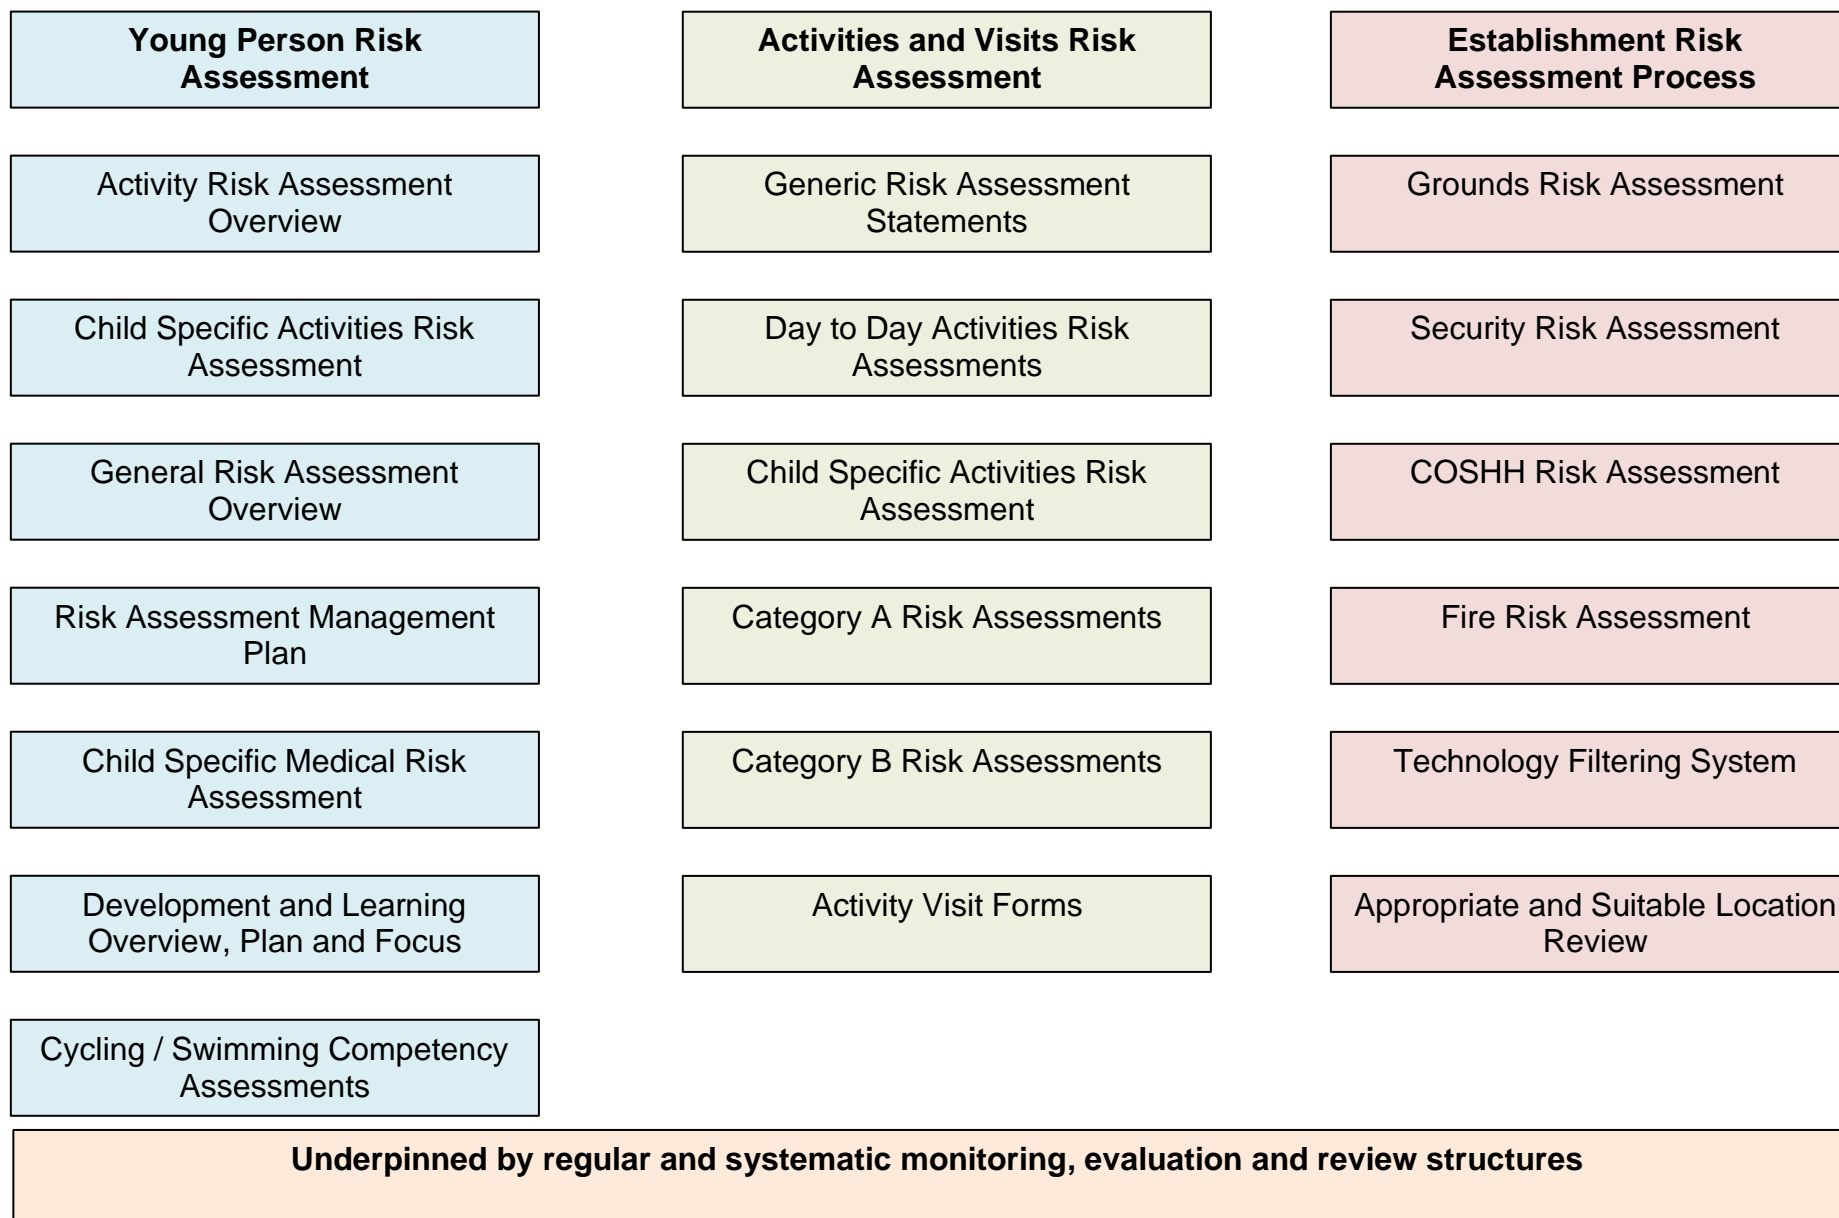 Young Person Risk
Assessment
Activity Risk Assessment
Overview
Child Specific Activities Risk
Assessment
General Risk Assessment
Overview
Risk Assessment Management
Plan
Child Specific Medical Risk
Assessment
Development and Learning
Overview, Plan and Focus
Cycling / Swimming Competency
Assessments
Activities and Visits Risk
Assessment
Generic Risk Assessment
Statements
Day to Day Activities Risk
Assessments
Child Specific Activities Risk
Assessment
Category A Risk Assessments
Category B Risk Assessments
Activity Visit Forms
Establishment Risk
Assessment Process
Grounds Risk Assessment
Security Risk Assessment
COSHH Risk Assessment
Fire Risk Assessment
Technology Filtering System
Appropriate and Suitable Location
Review
Underpinned by regular and systematic monitoring, evaluation and review structures